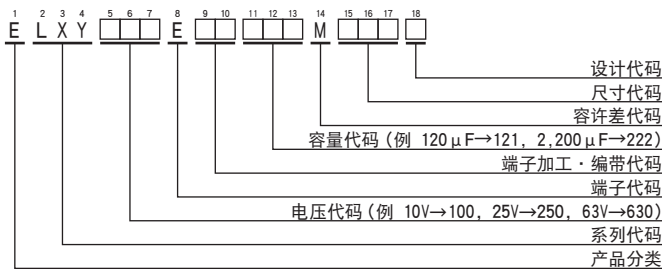 1 2 3 4 5 6 7 8 9 10 11 12 13 14 15 16 17 18
E L X Y □□□ E □□ □□□ M □□□ □
设计代码
尺寸代码
容许差代码
容量代码(例 120μF→121, 2,200μF→222)
端子加工・编带代码
端子代码
电压代码(例 10V→100, 25V→250, 63V→630)
系列代码
产品分类